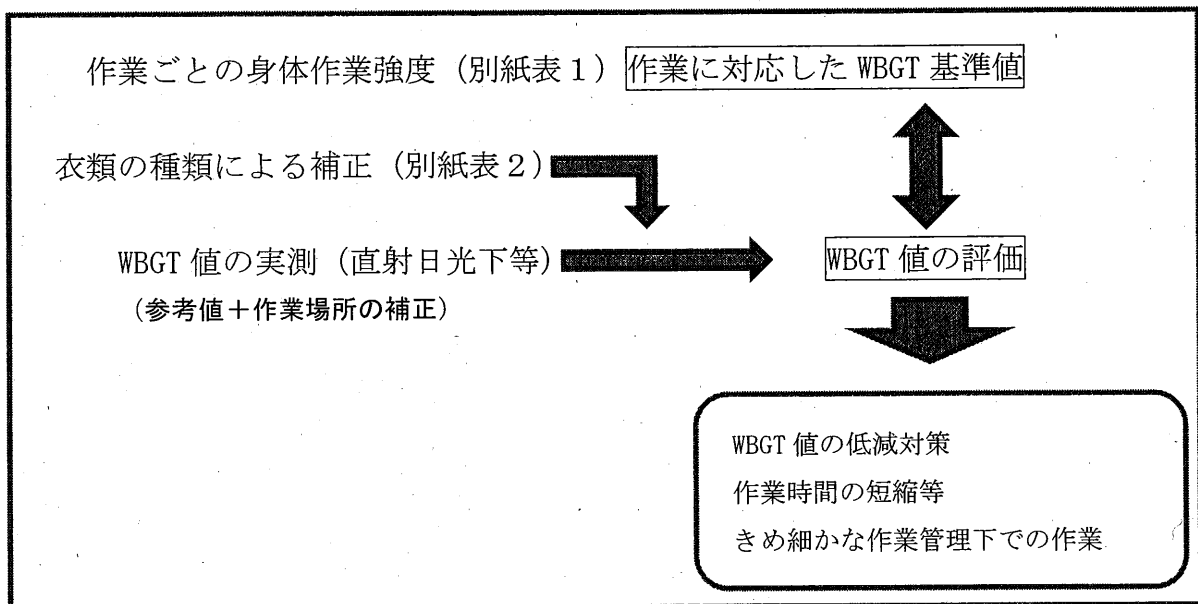 作業ごとの身体作業強度（別紙表１）作業に対応したWBGT基準値
衣類の種類による補正（別紙表２）
WBGT値の実測（直射日光下等）
WBGT値の評価
（参考値＋作業場所の補正）
WBGT値の低減対策
作業時間の短縮等
きめ細かな作業管理下での作業